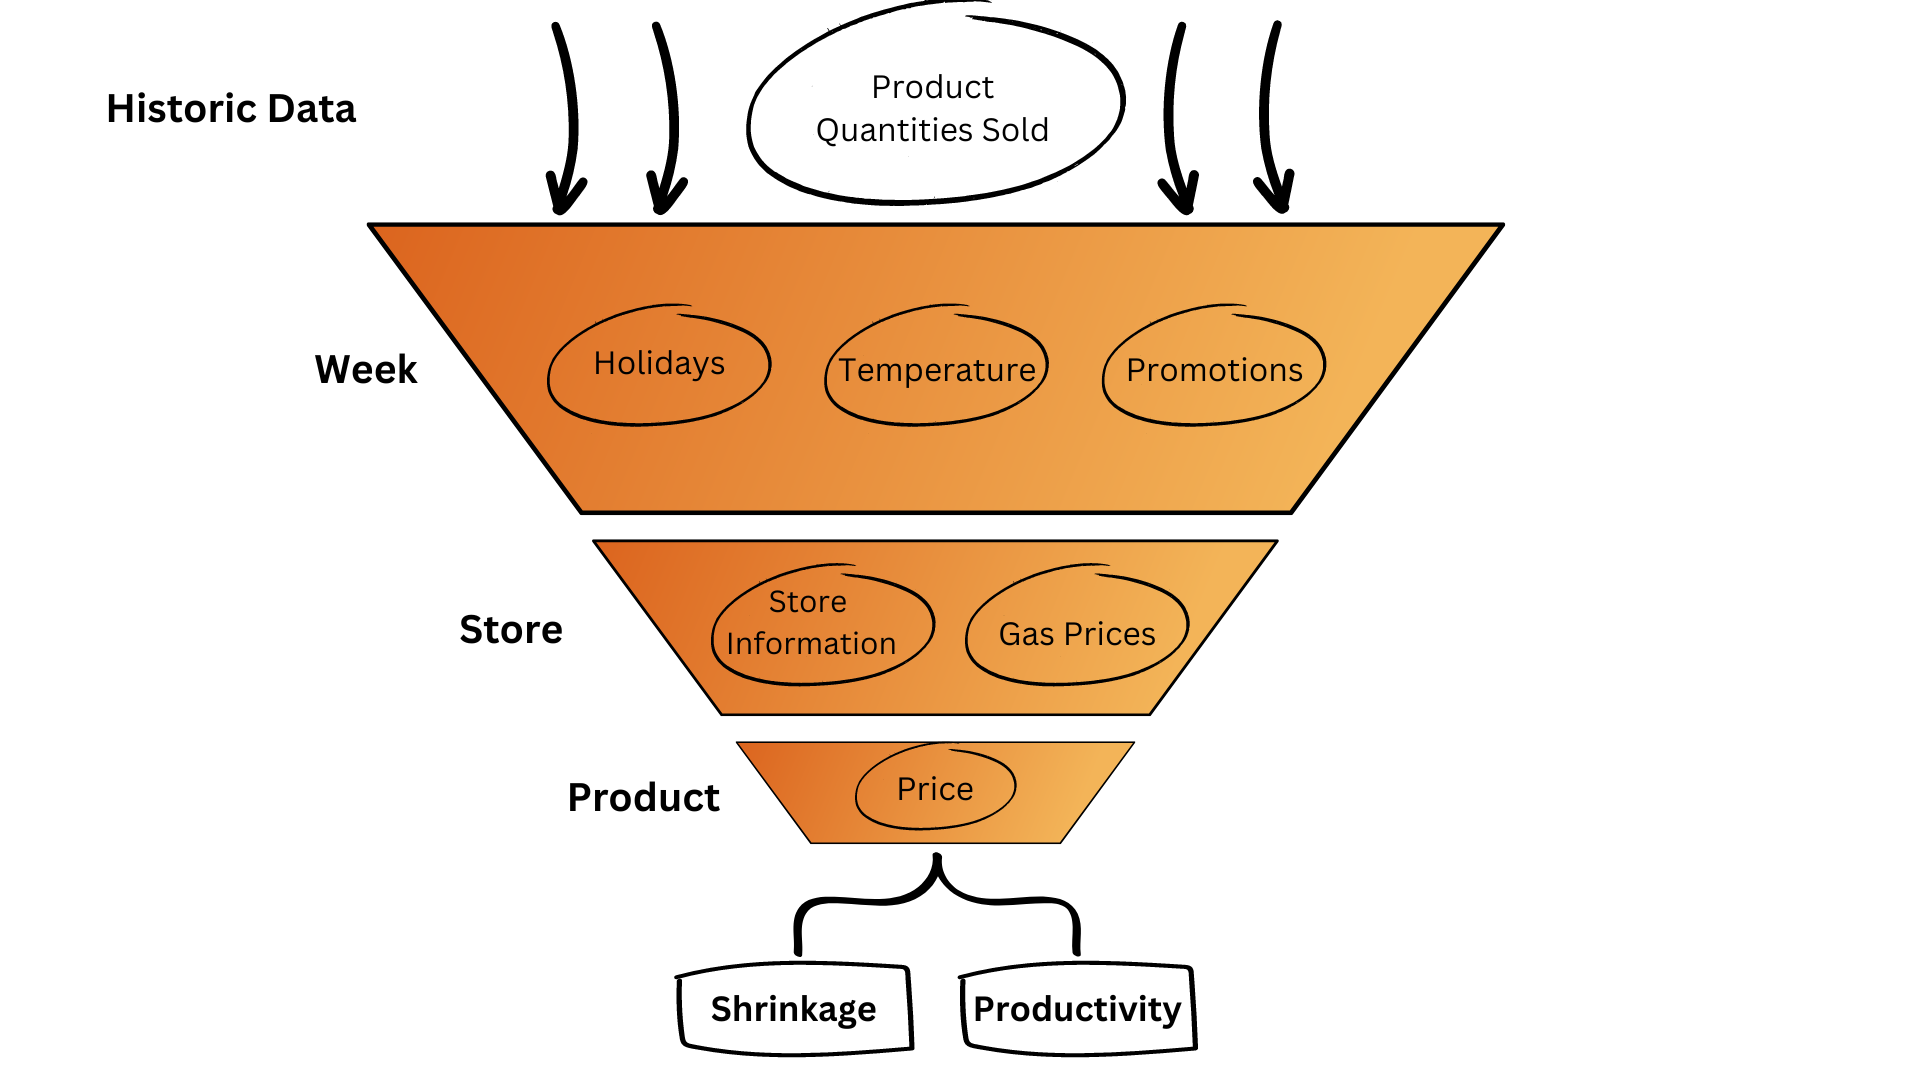 Historic Data
Product
Quantities Sold
Week
Holidays
Temperature
Promotions
Store
Store
Information
Gas Prices
Product
Price
Shrinkage
Productivity